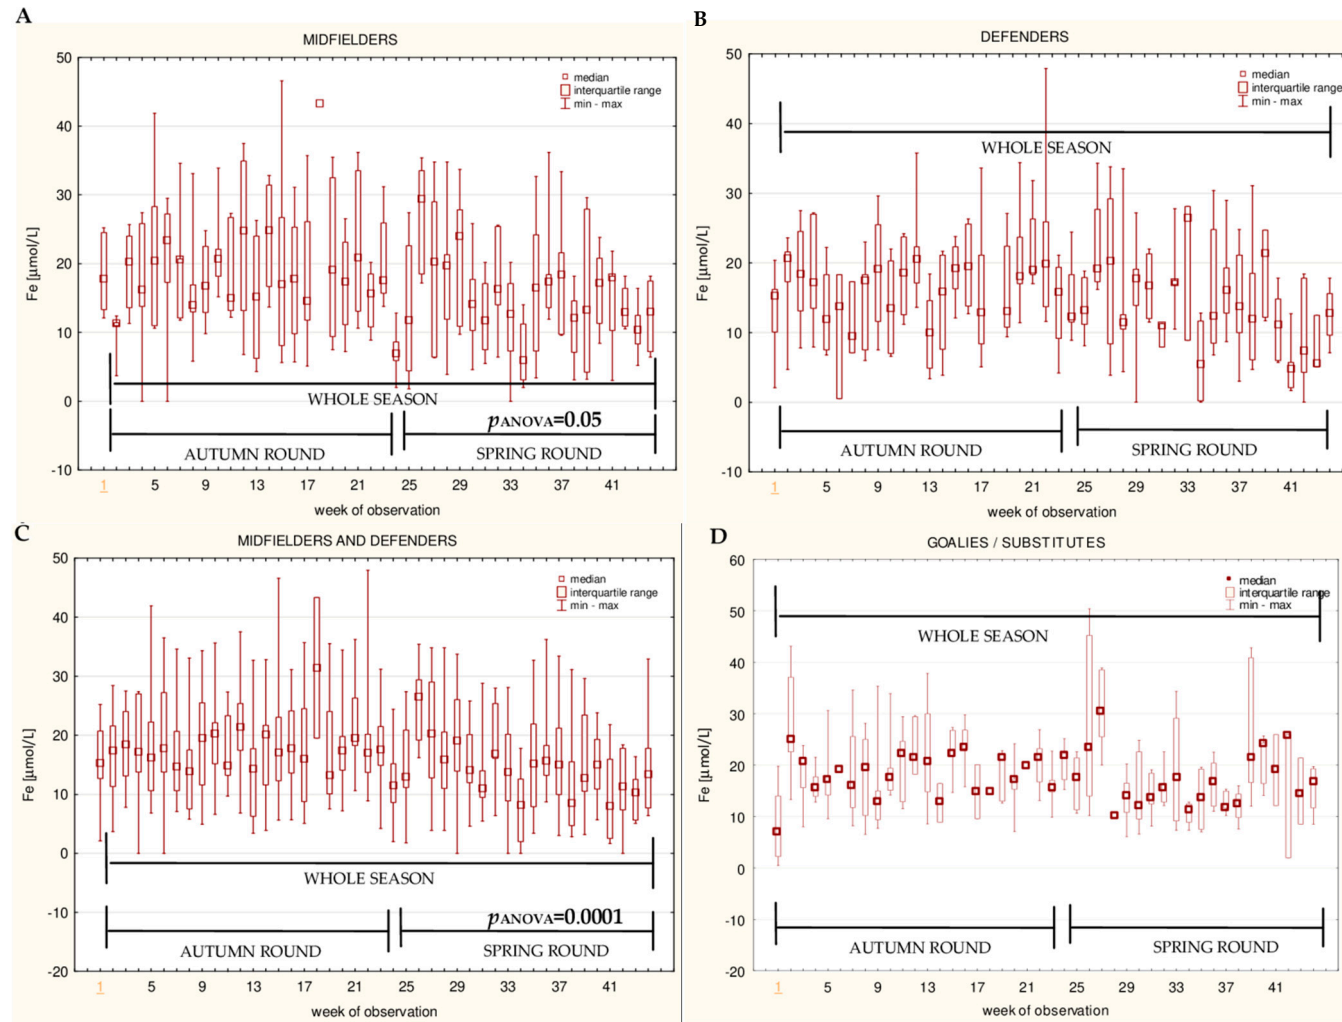 A
MIDFIELDERS
50
40
30
20
10
0
-10
Fe [µmol/L]
median
interquartile range
min - max
WHOLE SEASON
pANOVA=0.05
AUTUMN ROUND
SPRING ROUND
1 5 9 13 17 21 25 29 33 37 41
week of observation
B
DEFENDERS
50
40
30
20
10
0
-10
Fe [µmol/L]
median
interquartile range
min - max
WHOLE SEASON
AUTUMN ROUND
SPRING ROUND
1 5 9 13 17 21 25 29 33 37 41
week of observation
C
MIDFIELDERS AND DEFENDERS
50
40
30
20
10
0
-10
-20
Fe [µmol/L]
median
interquartile range
min - max
WHOLE SEASON
pANOVA=0.0001
AUTUMN ROUND
SPRING ROUND
1 5 9 13 17 21 25 29 33 37 41
week of observation
D
GOALIES / SUBSTITUTES
60
50
40
30
20
10
0
-10
-20
Fe [µmol/L]
median
interquartile range
min - max
WHOLE SEASON
AUTUMN ROUND
SPRING ROUND
1 5 9 13 17 21 25 29 33 37 41
week of observation